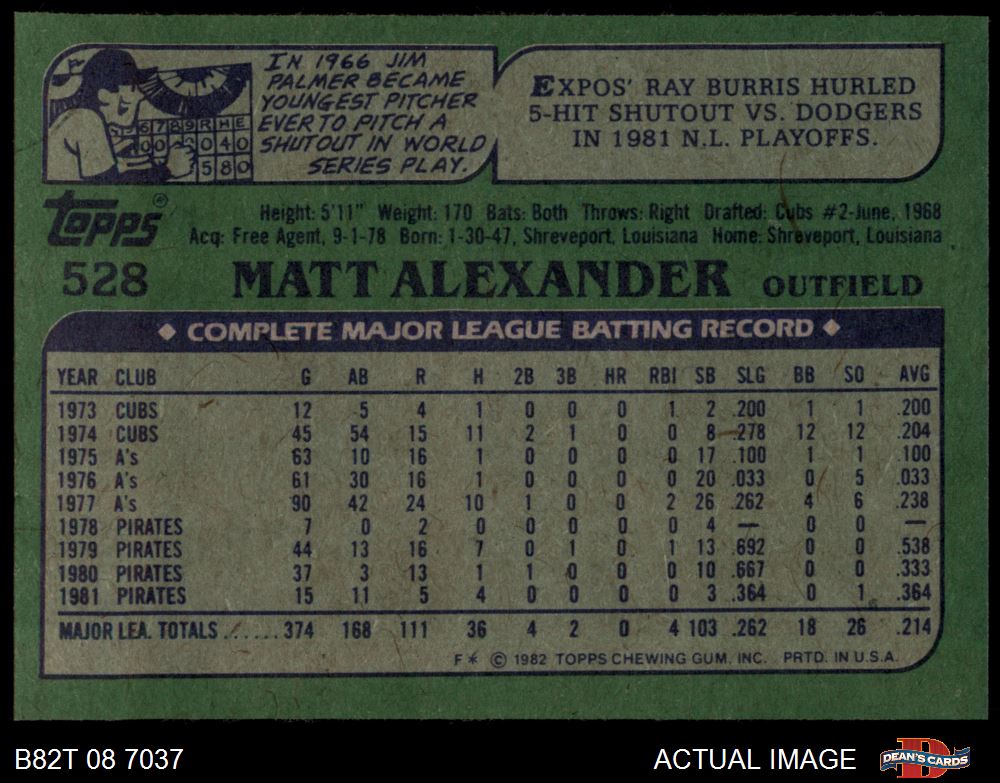 IN 1966 JIM
PALMER BECAME
YOUNGEST PITCHER
EVER TO PITCH A
SHUTOUT IN WORLD
SERIES PLAY.
6 7 8 9 R H E
0 0 0 4 0
5 8 0
EXPOS' RAY BURRIS HURLED
5-HIT SHUTOUT VS. DODGERS
IN 1981 N.L. PLAYOFFS.
topps®
Height: 5'11" Weight: 170 Bats: Both Throws: Right Drafted: Cubs #2-June, 1968
Acq: Free Agent, 9-1-78 Born: 1-30-47, Shreveport, Louisiana Home: Shreveport, Louisiana
528 MATT ALEXANDER OUTFIELD
◆ COMPLETE MAJOR LEAGUE BATTING RECORD ◆
YEAR CLUB G AB R H 2B 3B HR RBI SB SLG BB SO AVG
1973 CUBS 12 5 4 1 0 0 0 1 2 .200 1 1 .200
1974 CUBS 45 54 15 11 2 1 0 0 8 .278 12 12 .204
1975 A's 63 10 16 1 0 0 0 0 17 .100 1 1 .100
1976 A's 61 30 16 1 0 0 0 0 20 .033 0 5 .033
1977 A's 90 42 24 10 1 0 0 2 26 .262 4 6 .238
1978 PIRATES 7 0 2 0 0 0 0 0 4 — 0 0 —
1979 PIRATES 44 13 16 7 0 1 0 1 13 .692 0 0 .538
1980 PIRATES 37 3 13 1 1 0 0 0 10 .667 0 0 .333
1981 PIRATES 15 11 5 4 0 0 0 0 3 .364 0 1 .364
MAJOR LEA. TOTALS ......374 168 111 36 4 2 0 4 103 .262 18 26 .214
F* © 1982 TOPPS CHEWING GUM, INC. PRTD. IN U.S.A.
B82T 08 7037 ACTUAL IMAGE DEAN'S CARDS